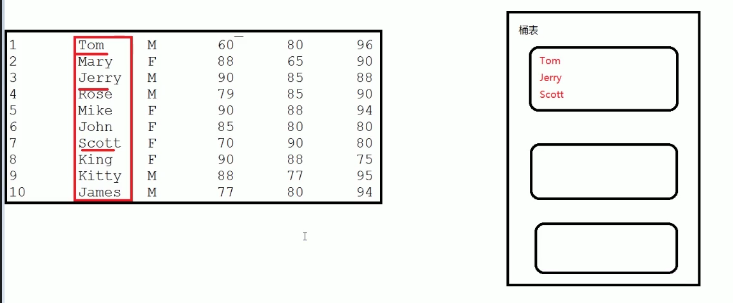 1 Tom M 60 80 96
2 Mary F 88 65 90
3 Jerry M 90 85 88
4 Rose M 79 85 90
5 Mike F 90 88 94
6 John F 85 80 80
7 Scott F 70 90 80
8 King F 90 88 75
9 Kitty M 88 77 95
10 James M 77 80 94
桶表
Tom
Jerry
Scott